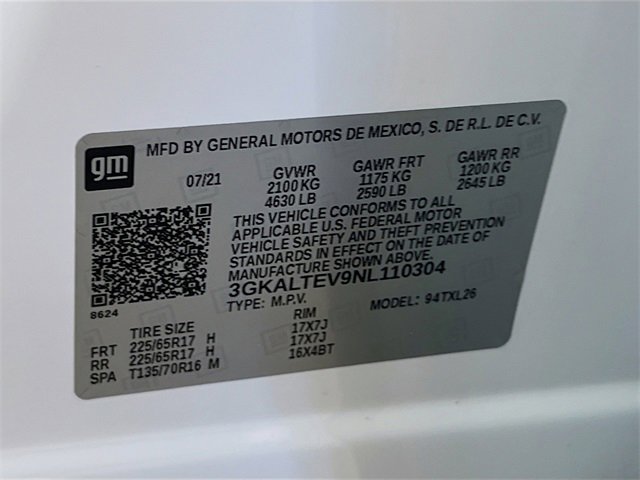 gm
MFD BY GENERAL MOTORS DE MEXICO, S. DE R.L. DE C.V.
07/21
GVWR GAWR FRT GAWR RR
2100 KG 1175 KG 1200 KG
4630 LB 2590 LB 2645 LB
THIS VEHICLE CONFORMS TO ALL
APPLICABLE U.S. FEDERAL MOTOR
VEHICLE SAFETY AND THEFT PREVENTION
STANDARDS IN EFFECT ON THE DATE OF
MANUFACTURE SHOWN ABOVE.
3GKALTEV9NL110304
8624
TYPE: M.P.V. MODEL: 94TXL26
TIRE SIZE RIM
FRT 225/65R17 H 17X7J
RR 225/65R17 H 17X7J
SPA T135/70R16 M 16X4BT